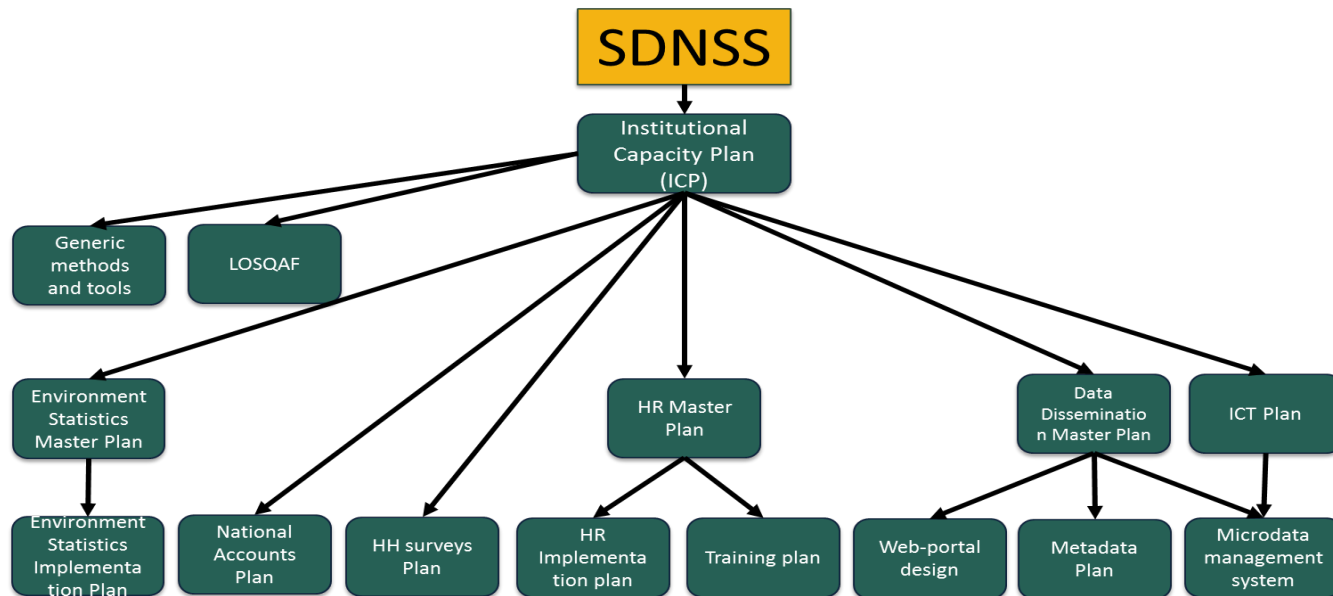 SDNSS
Institutional
Capacity Plan
(ICP)
Generic
methods
and tools
LOSQAF
Environment
Statistics
Master Plan
HR Master
Plan
Data
Disseminatio
n Master Plan
ICT Plan
Environment
Statistics
Implementa
tion Plan
National
Accounts
Plan
HH surveys
Plan
HR
Implementa
tion plan
Training plan
Web-portal
design
Metadata
Plan
Microdata
management
system